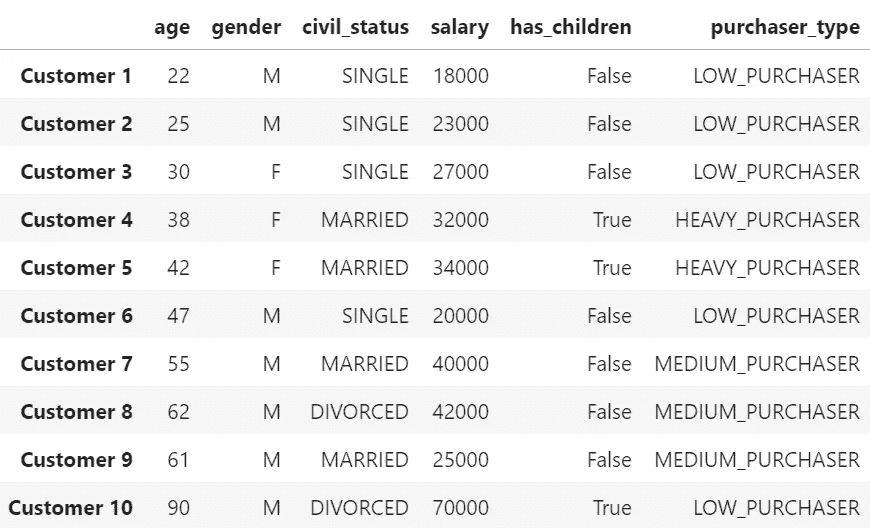 age gender civil_status salary has_children purchaser_type
Customer 1 22 M SINGLE 18000 False LOW_PURCHASER
Customer 2 25 M SINGLE 23000 False LOW_PURCHASER
Customer 3 30 F SINGLE 27000 False LOW_PURCHASER
Customer 4 38 F MARRIED 32000 True HEAVY_PURCHASER
Customer 5 42 F MARRIED 34000 True HEAVY_PURCHASER
Customer 6 47 M SINGLE 20000 False LOW_PURCHASER
Customer 7 55 M MARRIED 40000 False MEDIUM_PURCHASER
Customer 8 62 M DIVORCED 42000 False MEDIUM_PURCHASER
Customer 9 61 M MARRIED 25000 False MEDIUM_PURCHASER
Customer 10 90 M DIVORCED 70000 True LOW_PURCHASER